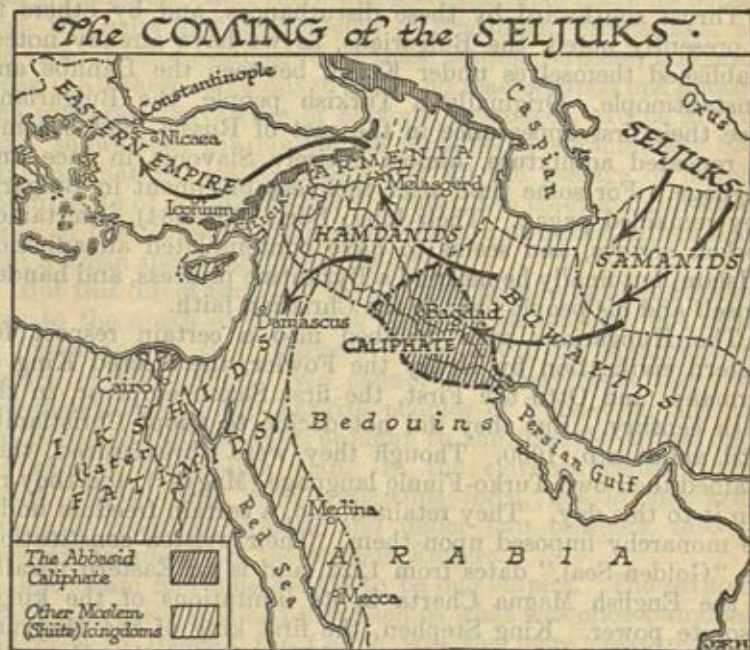 The COMING of the SELJUKS.
Constantinople
EASTERN EMPIRE
Nicaea
Iconium
ARMENIA
Melasgerd
Caspian
Oxus
SELJUKS
HAMDANIDS
SAMANIDS
BUWAYIDS
Bagdad
CALIPHATE
Damascus
Cairo
IKSHIDS
(later
FATIMIDS)
Bedouins
Persian Gulf
Red Sea
Medina
ARABIA
Mecca
The Abbasid
Caliphate
Other Moslem
(Shiite) kingdoms